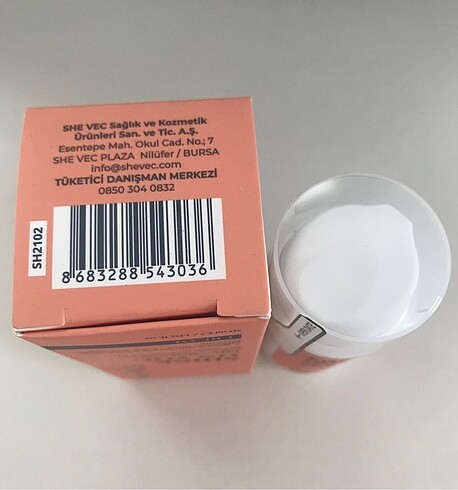 SHE VEC Sağlık ve Kozmetik
Ürünleri San. ve Tic. A.Ş.
Esentepe Mah. Okul Cad. No.; 7
SHE VEC PLAZA Nilüfer / BURSA
info@shevec.com
TÜKETİCİ DANIŞMAN MERKEZİ
0850 304 0832
SH2102
8 683288 543036